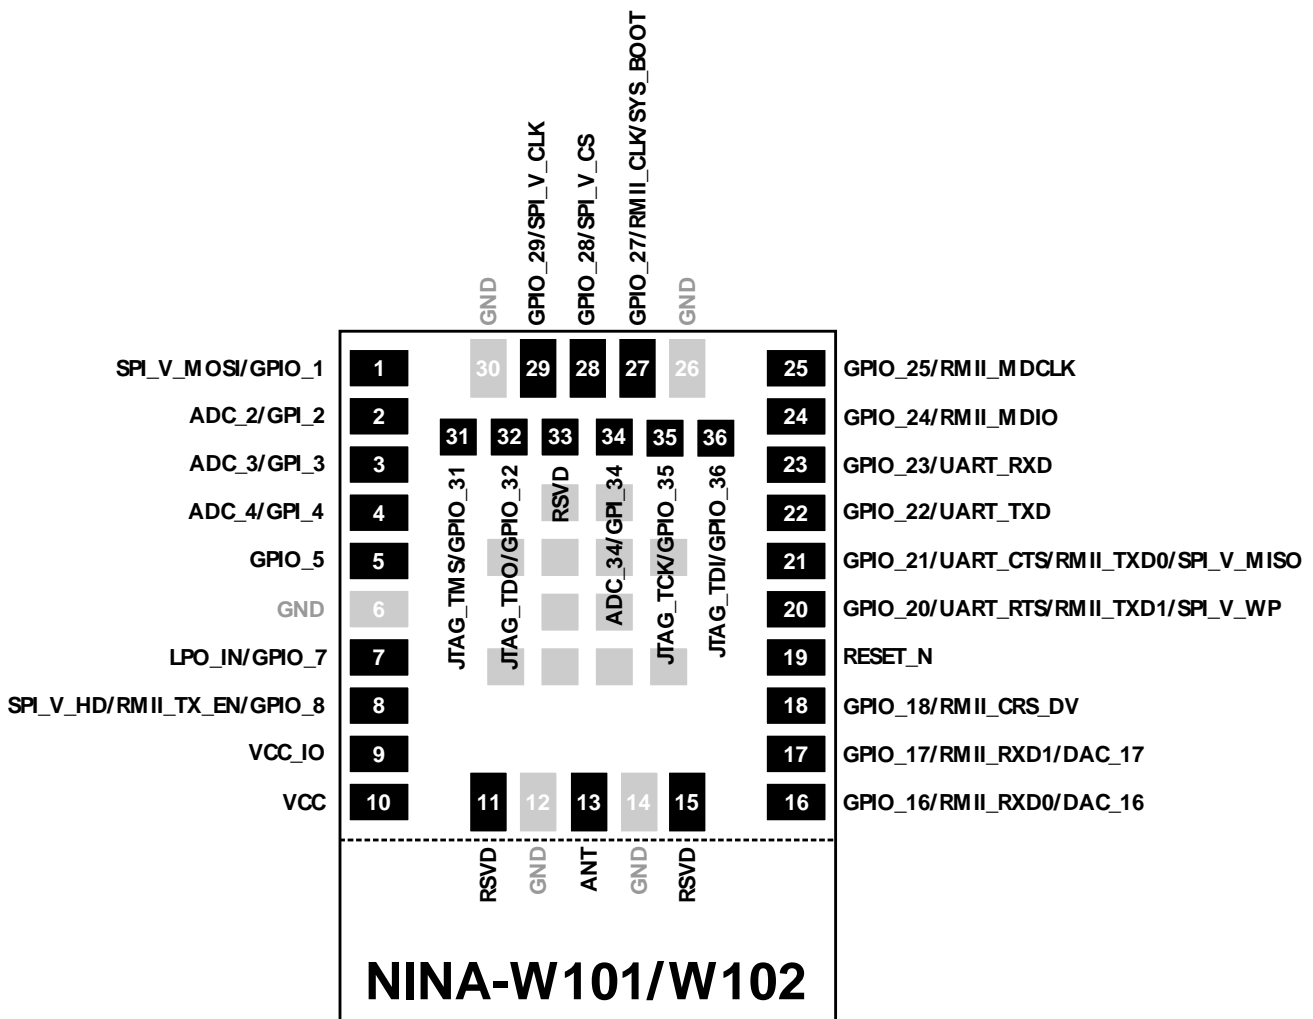 GND
GPIO_29/SPI_V_CLK
GPIO_28/SPI_V_CS
GPIO_27/RMII_CLK/SYS_BOOT
GND
30
29
28
27
26
SPI_V_MOSI/GPIO_1
1
ADC_2/GPI_2
2
ADC_3/GPI_3
3
ADC_4/GPI_4
4
GPIO_5
5
GND
6
LPO_IN/GPIO_7
7
SPI_V_HD/RMII_TX_EN/GPIO_8
8
VCC_IO
9
VCC
10
31
32
33
34
35
36
JTAG_TMS/GPIO_31
JTAG_TDO/GPIO_32
RSVD
ADC_34/GPI_34
JTAG_TCK/GPIO_35
JTAG_TDI/GPIO_36
25
GPIO_25/RMII_MDCLK
24
GPIO_24/RMII_MDIO
23
GPIO_23/UART_RXD
22
GPIO_22/UART_TXD
21
GPIO_21/UART_CTS/RMII_TXD0/SPI_V_MISO
20
GPIO_20/UART_RTS/RMII_TXD1/SPI_V_WP
19
RESET_N
18
GPIO_18/RMII_CRS_DV
17
GPIO_17/RMII_RXD1/DAC_17
16
GPIO_16/RMII_RXD0/DAC_16
11
12
13
14
15
RSVD
GND
ANT
GND
RSVD
NINA-W101/W102